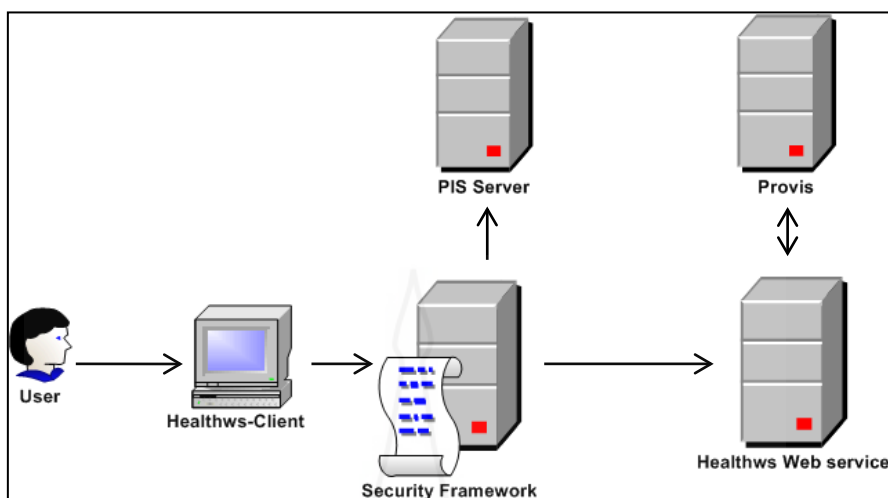 PIS Server
Provis
User
Healthws-Client
Security Framework
Healthws Web service